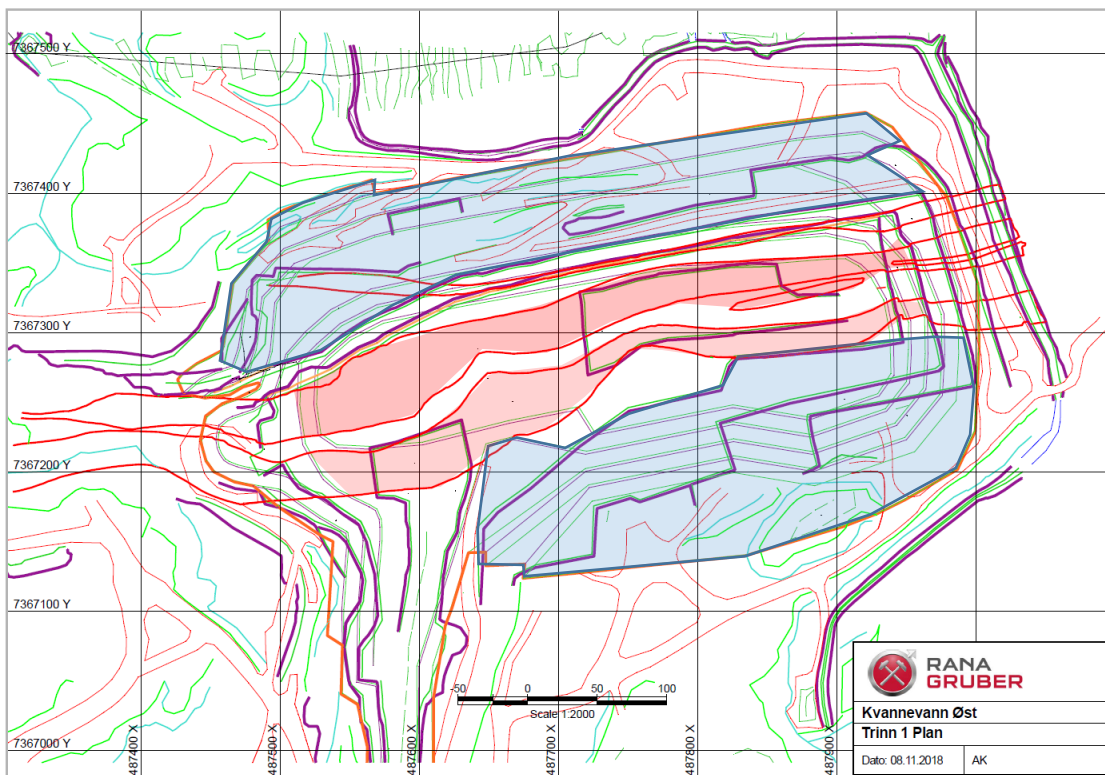 7367500 Y
7367400 Y
7367300 Y
7367200 Y
7367100 Y
7367000 Y
487400 X
487500 X
487600 X
487700 X
487800 X
487900 X
-50 0 50 100
Scale 1:2000
RANA
GRUBER
Kvannevann Øst
Trinn 1 Plan
Dato: 08.11.2018 AK